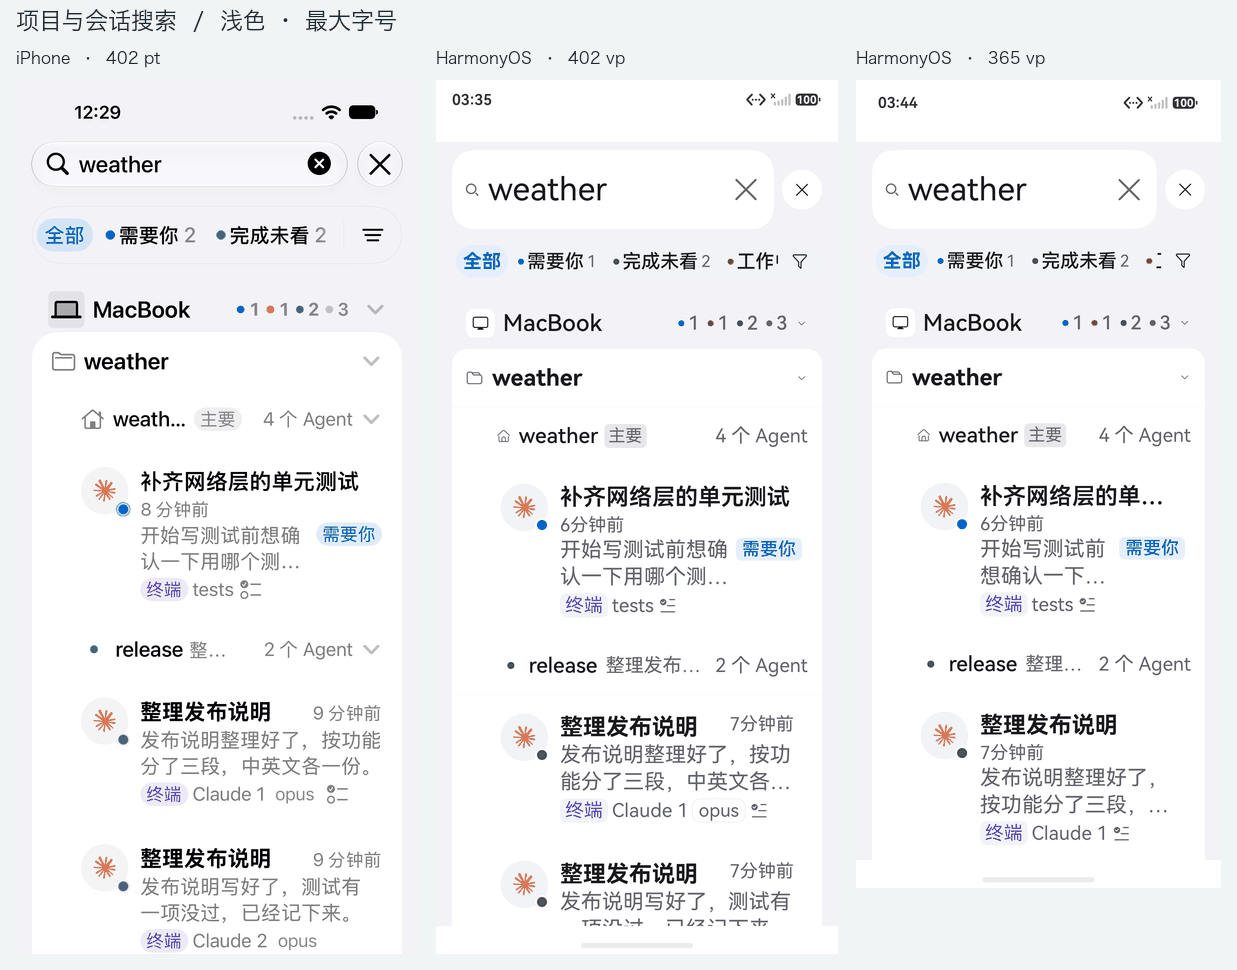 项目与会话搜索 / 浅色 · 最大字号
iPhone · 402 pt
12:29
weather
全部 需要你 2 完成未看 2
MacBook 1 1 2 3
weather
weath... 主要 4 个 Agent
补齐网络层的单元测试
8 分钟前
开始写测试前想确 需要你
认一下用哪个测...
终端 tests
release 整... 2 个 Agent
整理发布说明 9 分钟前
发布说明整理好了，按功能
分了三段，中英文各一份。
终端 Claude 1 opus
整理发布说明 9 分钟前
发布说明写好了，测试有
一项没过，已经记下来。
终端 Claude 2 opus
HarmonyOS · 402 vp
03:35 100
weather
全部 需要你 1 完成未看 2 工作
MacBook 1 1 2 3
weather
weather 主要 4 个 Agent
补齐网络层的单元测试
6分钟前
开始写测试前想确 需要你
认一下用哪个测...
终端 tests
release 整理发布... 2 个 Agent
整理发布说明 7分钟前
发布说明整理好了，按功
能分了三段，中英文各...
终端 Claude 1 opus
整理发布说明 7分钟前
发布说明写好了，测试有
一项没过，已经记下来
HarmonyOS · 365 vp
03:44 100
weather
全部 需要你 1 完成未看 2
MacBook 1 1 2 3
weather
weather 主要 4 个 Agent
补齐网络层的单...
6分钟前
开始写测试前 需要你
想确认一下...
终端 tests
release 整理... 2 个 Agent
整理发布说明
7分钟前
发布说明整理好了，
按功能分了三段，...
终端 Claude 1